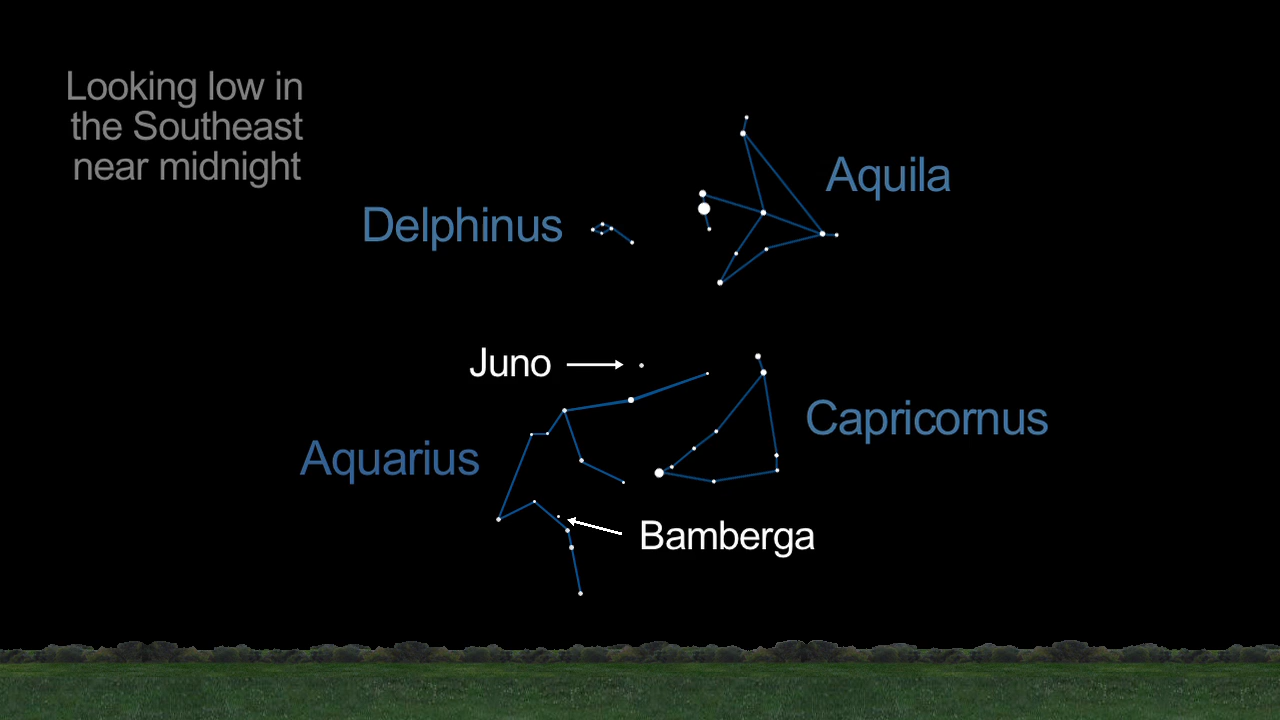 Looking low in
the Southeast
near midnight
Aquila
Delphinus
Juno
Capricornus
Aquarius
Bamberga